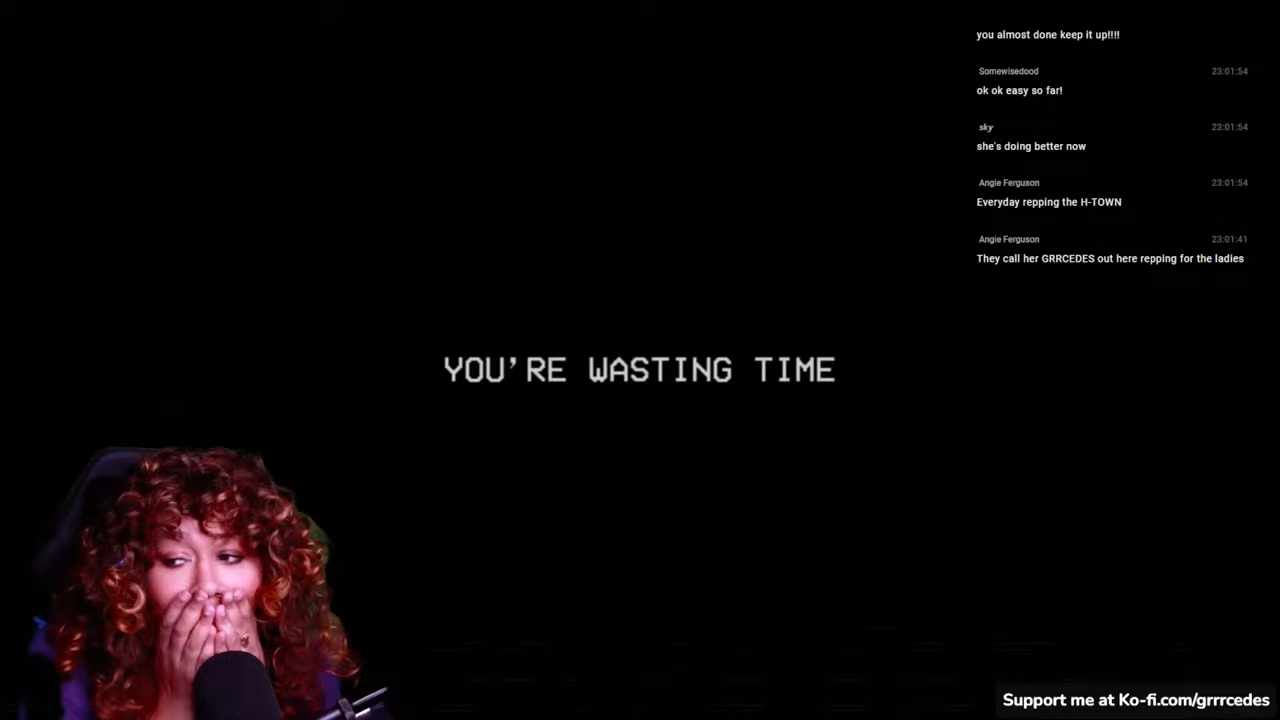 you almost done keep it up!!!!
Somewisedood 23:01:54
ok ok easy so far!
sky 23:01:54
she's doing better now
Angie Ferguson 23:01:54
Everyday repping the H-TOWN
Angie Ferguson 23:01:41
They call her GRRCEDES out here repping for the ladies
YOU'RE WASTING TIME
Support me at Ko-fi.com/grrrcedes